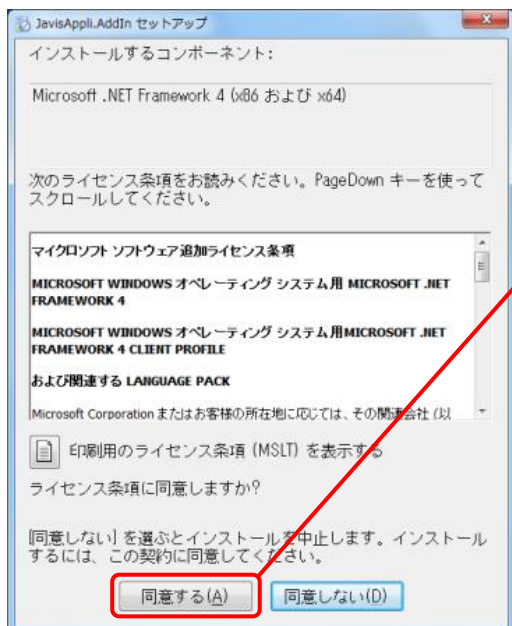 JavisAppli.AddIn セットアップ
インストールするコンポーネント:
Microsoft .NET Framework 4 (x86 および x64)
次のライセンス条項をお読みください。PageDown キーを使って
スクロールしてください。
マイクロソフト ソフトウェア追加ライセンス条項
MICROSOFT WINDOWS オペレーティング システム用 MICROSOFT .NET
FRAMEWORK 4
MICROSOFT WINDOWS オペレーティング システム用MICROSOFT .NET
FRAMEWORK 4 CLIENT PROFILE
および関連する LANGUAGE PACK
Microsoft Corporation またはお客様の所在地に応じては、その関連会社 (以
印刷用のライセンス条項 (MSLT) を表示する
ライセンス条項に同意しますか?
[同意しない] を選ぶとインストールを中止します。インストール
するには、この契約に同意してください。
同意する(A) 同意しない(D)